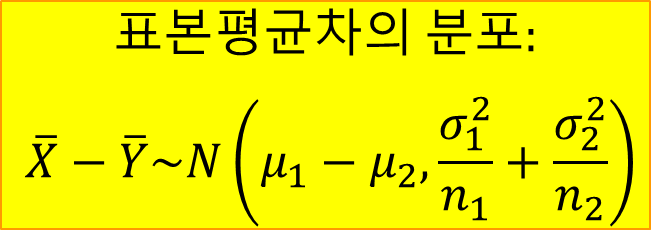 표본평균차의 분포:
X̄ − Ȳ~N(μ₁ − μ₂, σ₁²/n₁ + σ₂²/n₂)